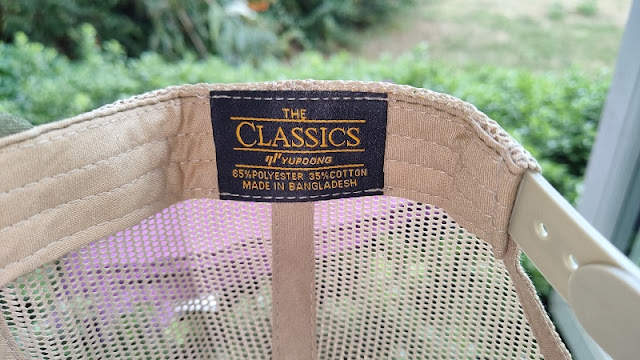 THE
CLASSICS
YUPOONG
65%POLYESTER 35%COTTON
MADE IN BANGLADESH